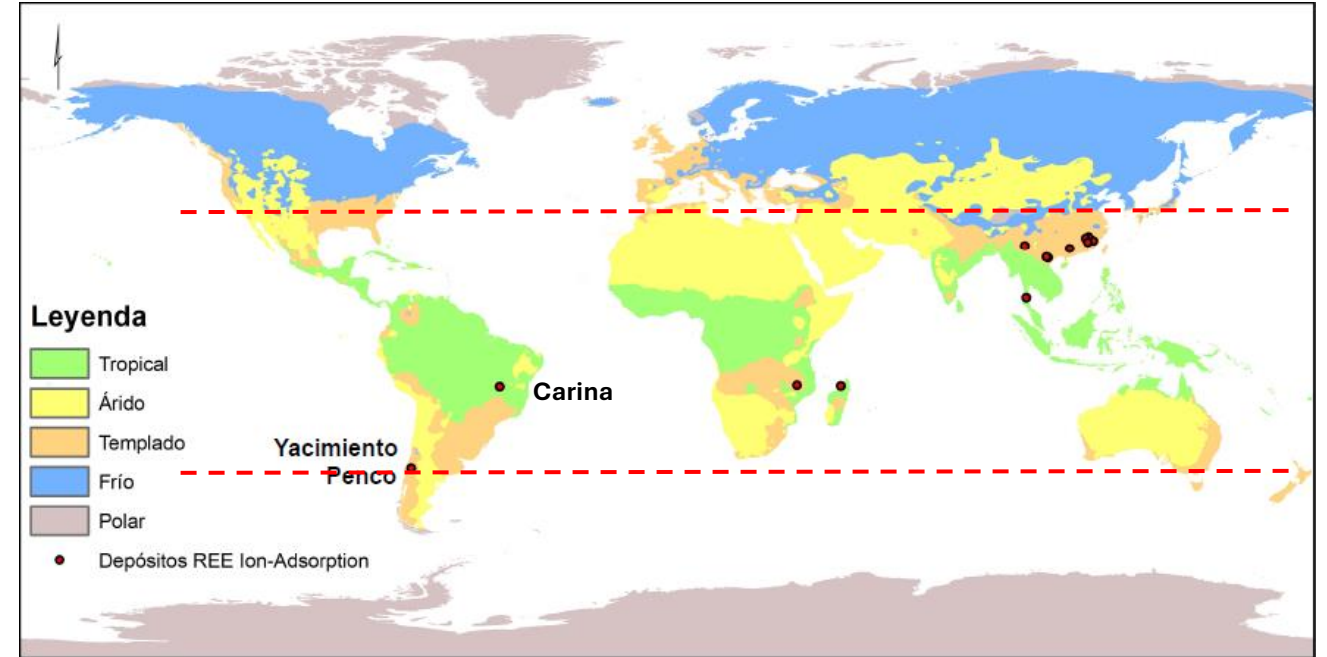 Leyenda
Tropical
Árido
Templado
Frío
Polar
Depósitos REE Ion-Adsorption
Carina
Yacimiento
Penco